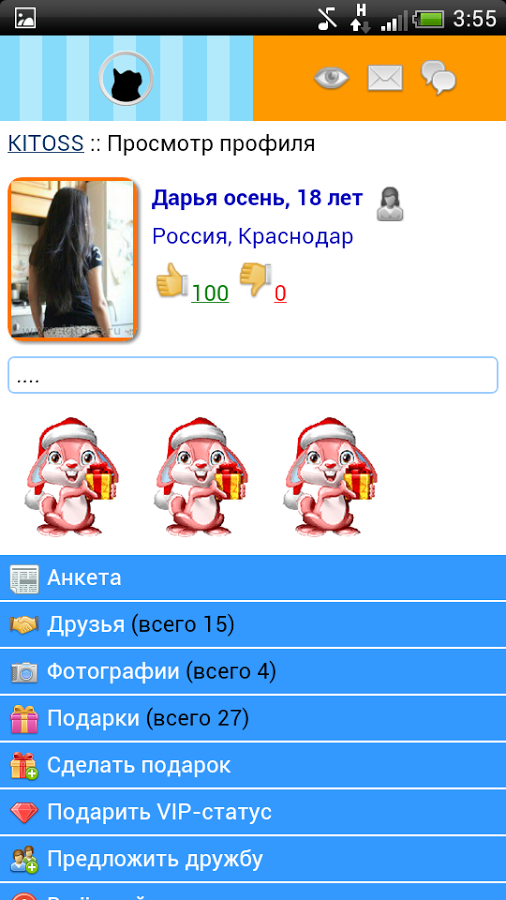 H
3:55
KITOSS :: Просмотр профиля
Дарья осень, 18 лет
Россия, Краснодар
100 0
....
Анкета
Друзья (всего 15)
Фотографии (всего 4)
Подарки (всего 27)
Сделать подарок
Подарить VIP-статус
Предложить дружбу